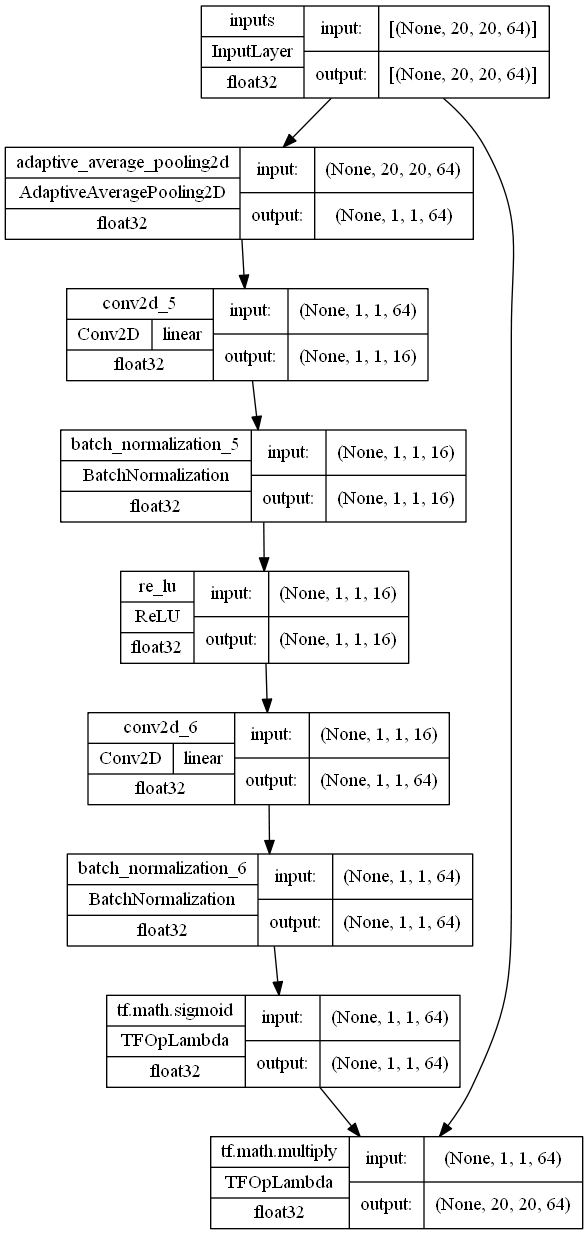 inputs
InputLayer
float32
input:
[(None, 20, 20, 64)]
output:
[(None, 20, 20, 64)]
adaptive_average_pooling2d
AdaptiveAveragePooling2D
float32
input:
(None, 20, 20, 64)
output:
(None, 1, 1, 64)
conv2d_5
Conv2D
linear
float32
input:
(None, 1, 1, 64)
output:
(None, 1, 1, 16)
batch_normalization_5
BatchNormalization
float32
input:
(None, 1, 1, 16)
output:
(None, 1, 1, 16)
re_lu
ReLU
float32
input:
(None, 1, 1, 16)
output:
(None, 1, 1, 16)
conv2d_6
Conv2D
linear
float32
input:
(None, 1, 1, 16)
output:
(None, 1, 1, 64)
batch_normalization_6
BatchNormalization
float32
input:
(None, 1, 1, 64)
output:
(None, 1, 1, 64)
tf.math.sigmoid
TFOpLambda
float32
input:
(None, 1, 1, 64)
output:
(None, 1, 1, 64)
tf.math.multiply
TFOpLambda
float32
input:
(None, 1, 1, 64)
output:
(None, 20, 20, 64)